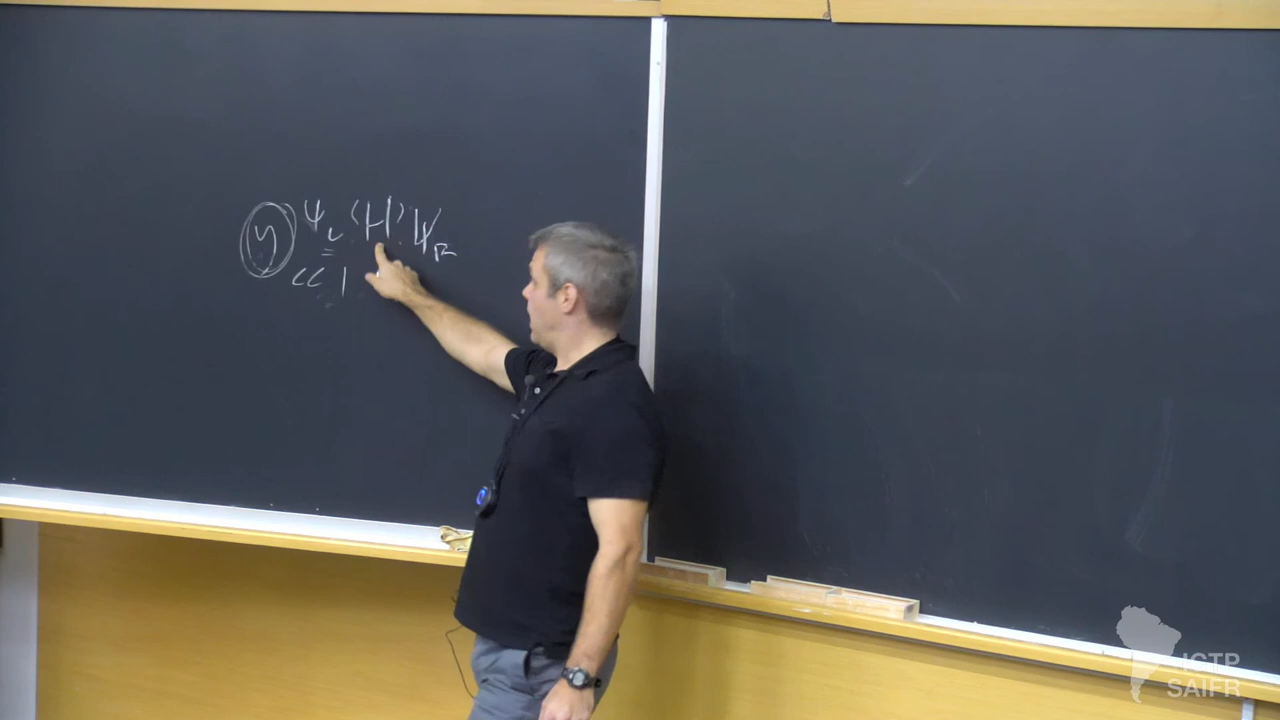 y ψ_L (H) ψ_R
<< 1
ICTP
SAIFR